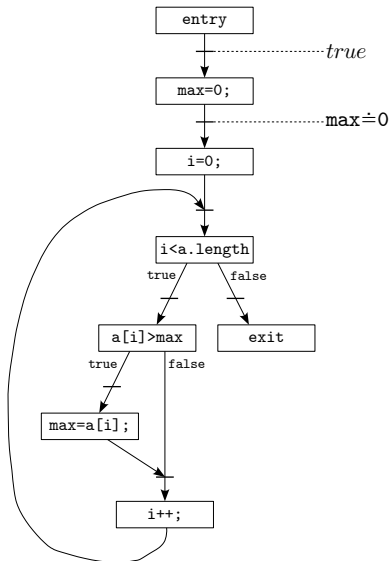 entry
true
max=0;
max≐0
i=0;
i<a.length
true
false
a[i]>max
exit
true
false
max=a[i];
i++;